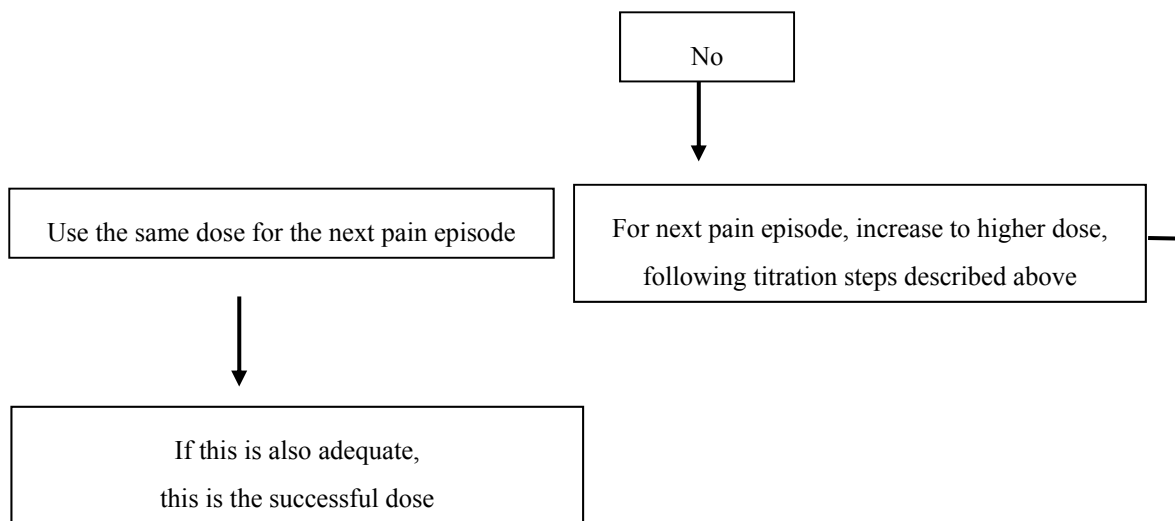 No
Use the same dose for the next pain episode
For next pain episode, increase to higher dose,
following titration steps described above
If this is also adequate,
this is the successful dose